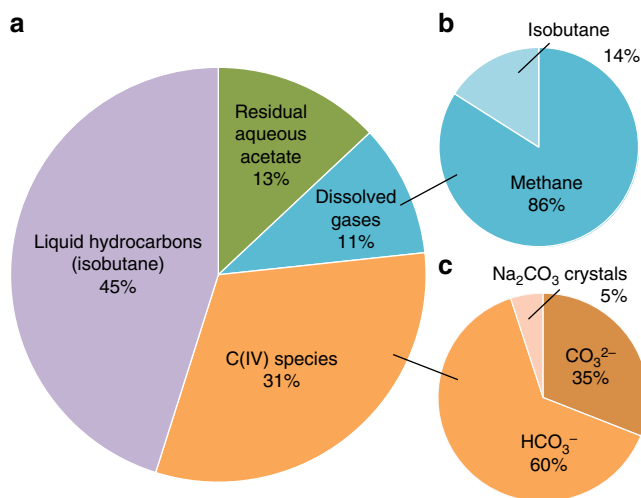 a
Residual
aqueous
acetate
13%
Dissolved
gases
11%
Liquid hydrocarbons
(isobutane)
45%
C(IV) species
31%
b
Isobutane
14%
Methane
86%
c
Na₂CO₃ crystals
5%
CO₃²⁻
35%
HCO₃⁻
60%